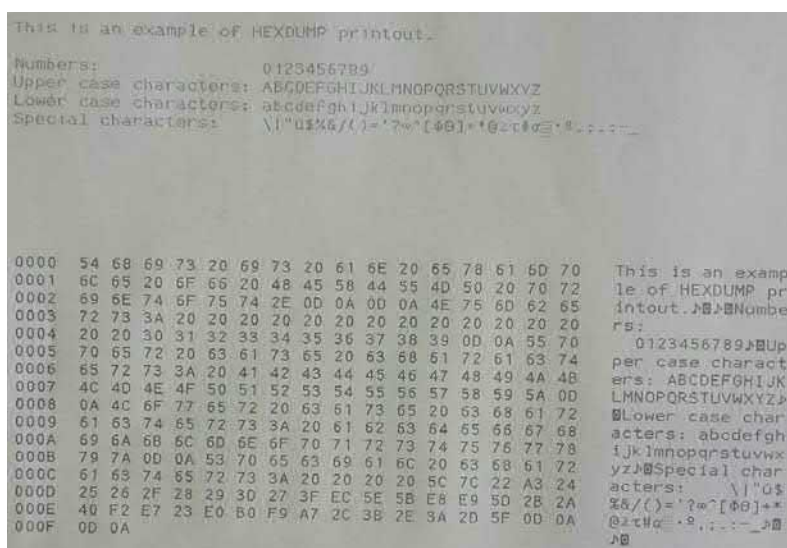 This is an example of HEXDUMP printout.
Numbers: 0123456789
Upper case characters: ABCDEFGHIJKLMNOPQRSTUVWXYZ
Lower case characters: abcdefghijklmnopqrstuvwxyz
Special characters: \|"ú$%&/()='?∞^[ΦΘ]+*@≥τ#α
0000 54 68 69 73 20 69 73 20 61 6E 20 65 78 61 6D 70 This is an examp
0001 6C 65 20 6F 66 20 48 45 58 44 55 4D 50 20 70 72 le of HEXDUMP pr
0002 69 6E 74 6F 75 74 2E 0D 0A 0D 0A 4E 75 6D 62 65 intout.♪◙♪◙Numbe
0003 72 73 3A 20 20 20 20 20 20 20 20 20 20 20 20 20 rs:
0004 20 20 30 31 32 33 34 35 36 37 38 39 0D 0A 55 70 0123456789♪◙Up
0005 70 65 72 20 63 61 73 65 20 63 68 61 72 61 63 74 per case charact
0006 65 72 73 3A 20 41 42 43 44 45 46 47 48 49 4A 4B ers: ABCDEFGHIJK
0007 4C 4D 4E 4F 50 51 52 53 54 55 56 57 58 59 5A 0D LMNOPQRSTUVWXYZ♪
0008 0A 4C 6F 77 65 72 20 63 61 73 65 20 63 68 61 72 ◙Lower case char
0009 61 63 74 65 72 73 3A 20 61 62 63 64 65 66 67 68 acters: abcdefgh
000A 69 6A 6B 6C 6D 6E 6F 70 71 72 73 74 75 76 77 78 ijklmnopqrstuvwx
000B 79 7A 0D 0A 53 70 65 63 69 61 6C 20 63 68 61 72 yz♪◙Special char
000C 61 63 74 65 72 73 3A 20 20 20 20 20 5C 7C 22 A3 24 acters: \|"ú$
000D 25 26 2F 28 29 3D 27 3F EC 5E 5B E8 E9 5D 2B 2A %&/()='?∞^[ΦΘ]+*
000E 40 F2 E7 23 E0 B0 F9 A7 2C 3B 2E 3A 2D 5F 0D 0A @≥τ#α ∙º,;.:-_♪◙
000F 0D 0A ♪◙